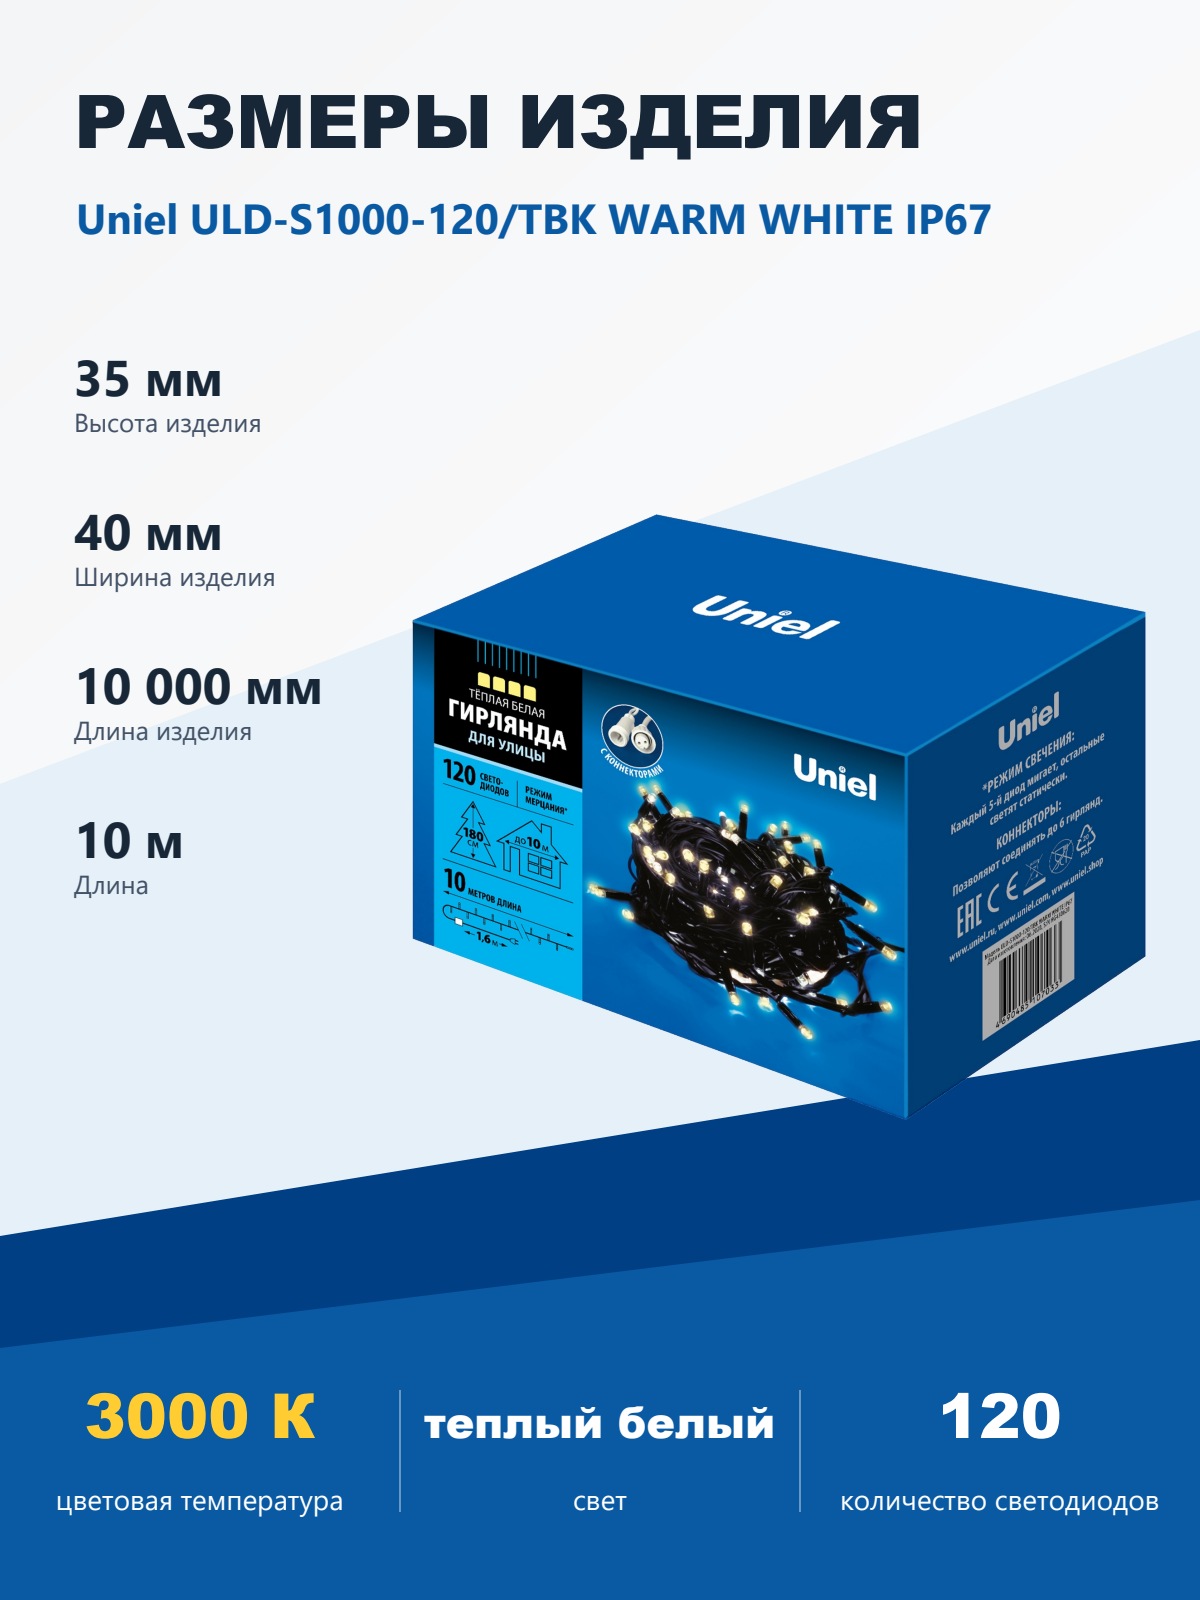 РАЗМЕРЫ ИЗДЕЛИЯ
Uniel ULD-S1000-120/TBK WARM WHITE IP67
35 мм
Высота изделия
40 мм
Ширина изделия
10 000 мм
Длина изделия
10 м
Длина
Uniel
ТЁПЛАЯ БЕЛАЯ
ГИРЛЯНДА
ДЛЯ УЛИЦЫ
120 СВЕТО-
ДИОДОВ
РЕЖИМ
МЕРЦАНИЯ*
180
СМ
ДО 10 М
10 МЕТРОВ ДЛИНА
1,6 М
С КОННЕКТОРАМИ
Uniel
Uniel
*РЕЖИМ СВЕЧЕНИЯ:
Каждый 5-й диод мигает, остальные
светят статически.
КОННЕКТОРЫ:
Позволяют соединять до 6 гирлянд.
EAC CE
PAP
www.uniel.ru, www.uniel.com, www.uniel.shop
3000 К
цветовая температура
теплый белый
свет
120
количество светодиодов